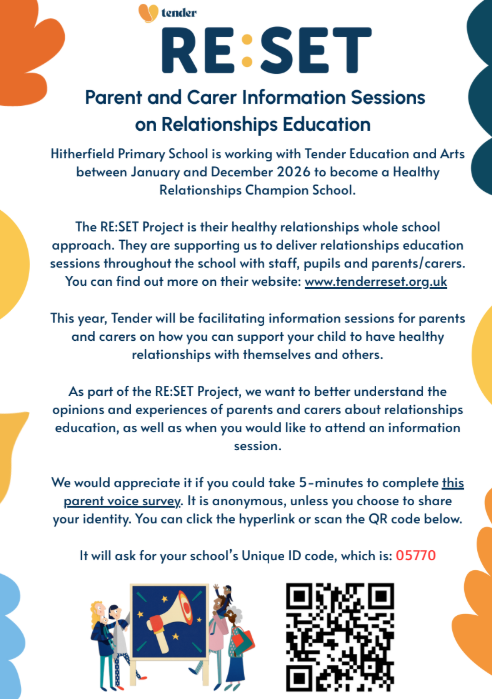 tender
RE:SET
Parent and Carer Information Sessions
on Relationships Education
Hitherfield Primary School is working with Tender Education and Arts
between January and December 2026 to become a Healthy
Relationships Champion School.
The RE:SET Project is their healthy relationships whole school
approach. They are supporting us to deliver relationships education
sessions throughout the school with staff, pupils and parents/carers.
You can find out more on their website: www.tenderreset.org.uk
This year, Tender will be facilitating information sessions for parents
and carers on how you can support your child to have healthy
relationships with themselves and others.
As part of the RE:SET Project, we want to better understand the
opinions and experiences of parents and carers about relationships
education, as well as when you would like to attend an information
session.
We would appreciate it if you could take 5-minutes to complete this
parent voice survey. It is anonymous, unless you choose to share
your identity. You can click the hyperlink or scan the QR code below.
It will ask for your school's Unique ID code, which is: 05770